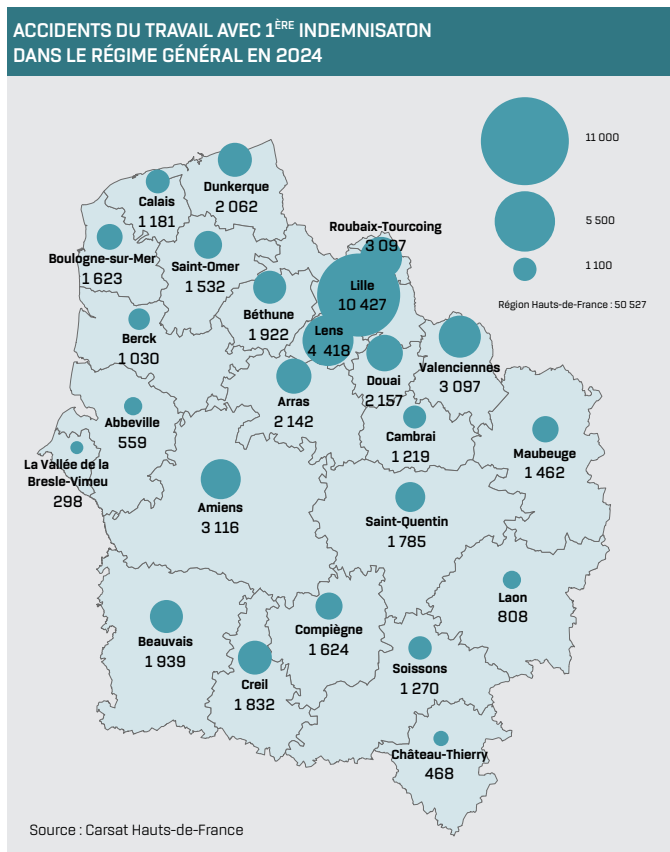 ACCIDENTS DU TRAVAIL AVEC 1ÈRE INDEMNISATON
DANS LE RÉGIME GÉNÉRAL EN 2024
11 000
5 500
1 100
Région Hauts-de-France : 50 527
Dunkerque
2 062
Calais
1 181
Roubaix-Tourcoing
3 097
Boulogne-sur-Mer
1 623
Saint-Omer
1 532
Lille
10 427
Béthune
1 922
Lens
4 418
Berck
1 030
Valenciennes
3 097
Douai
2 157
Arras
2 142
Abbeville
559
Cambrai
1 219
Maubeuge
1 462
La Vallée de la
Bresle-Vimeu
298
Amiens
3 116
Saint-Quentin
1 785
Laon
808
Compiègne
1 624
Beauvais
1 939
Soissons
1 270
Creil
1 832
Château-Thierry
468
Source : Carsat Hauts-de-France